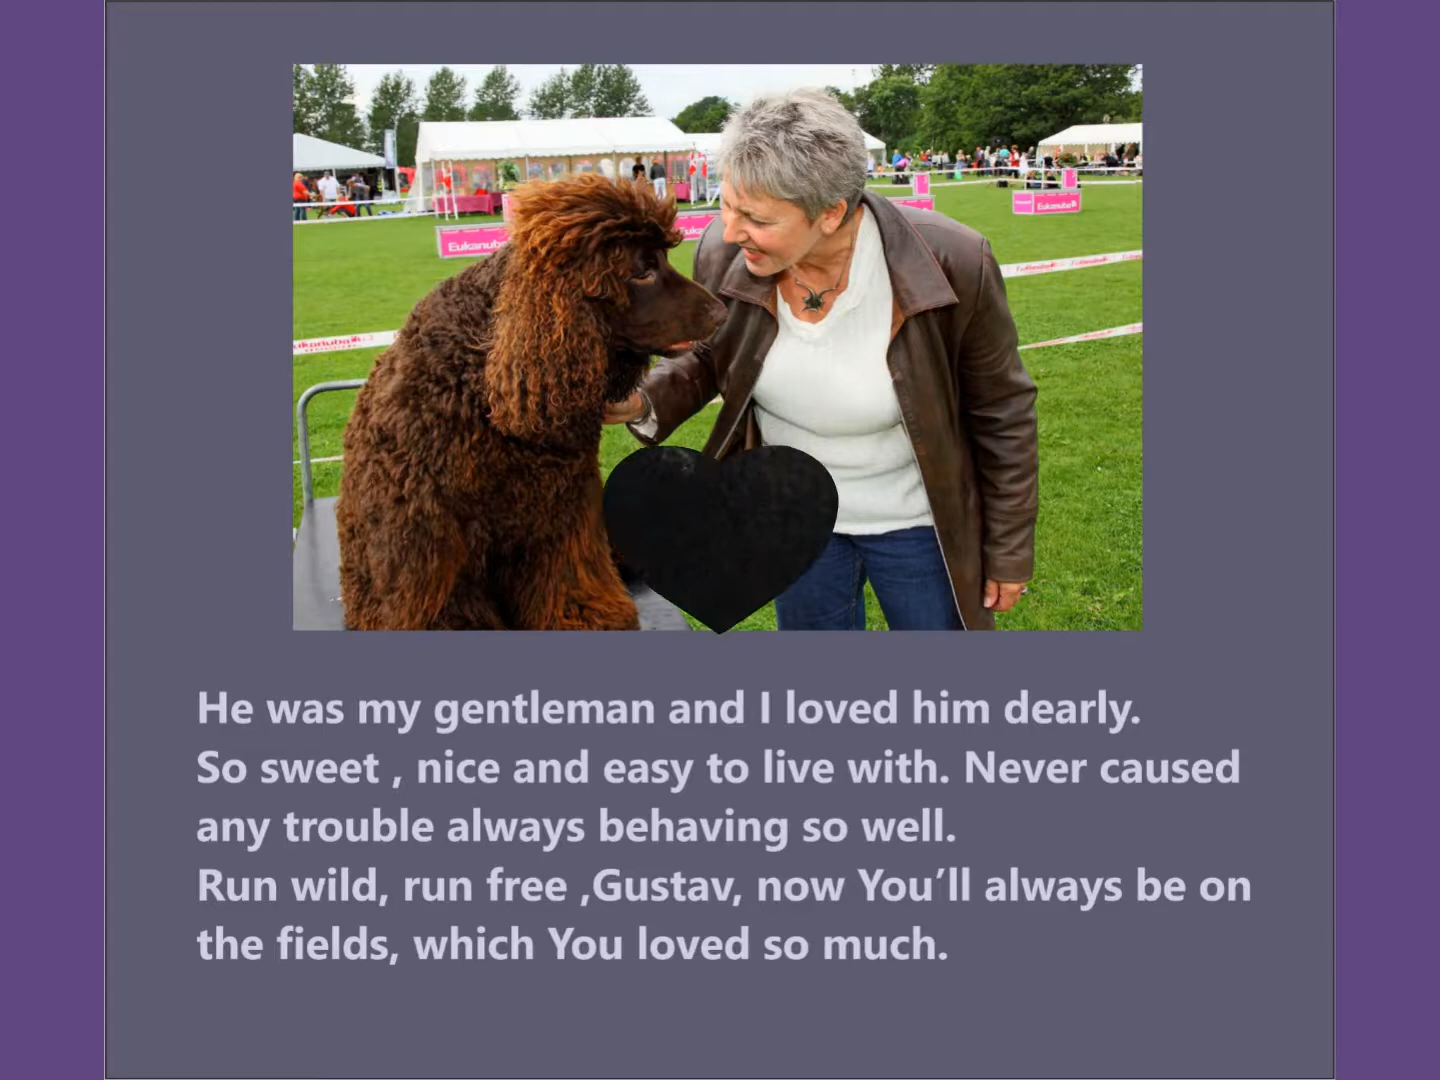 Eukanuba
Eukanuba
ukanuba
He was my gentleman and I loved him dearly.
So sweet , nice and easy to live with. Never caused
any trouble always behaving so well.
Run wild, run free ,Gustav, now You’ll always be on
the fields, which You loved so much.